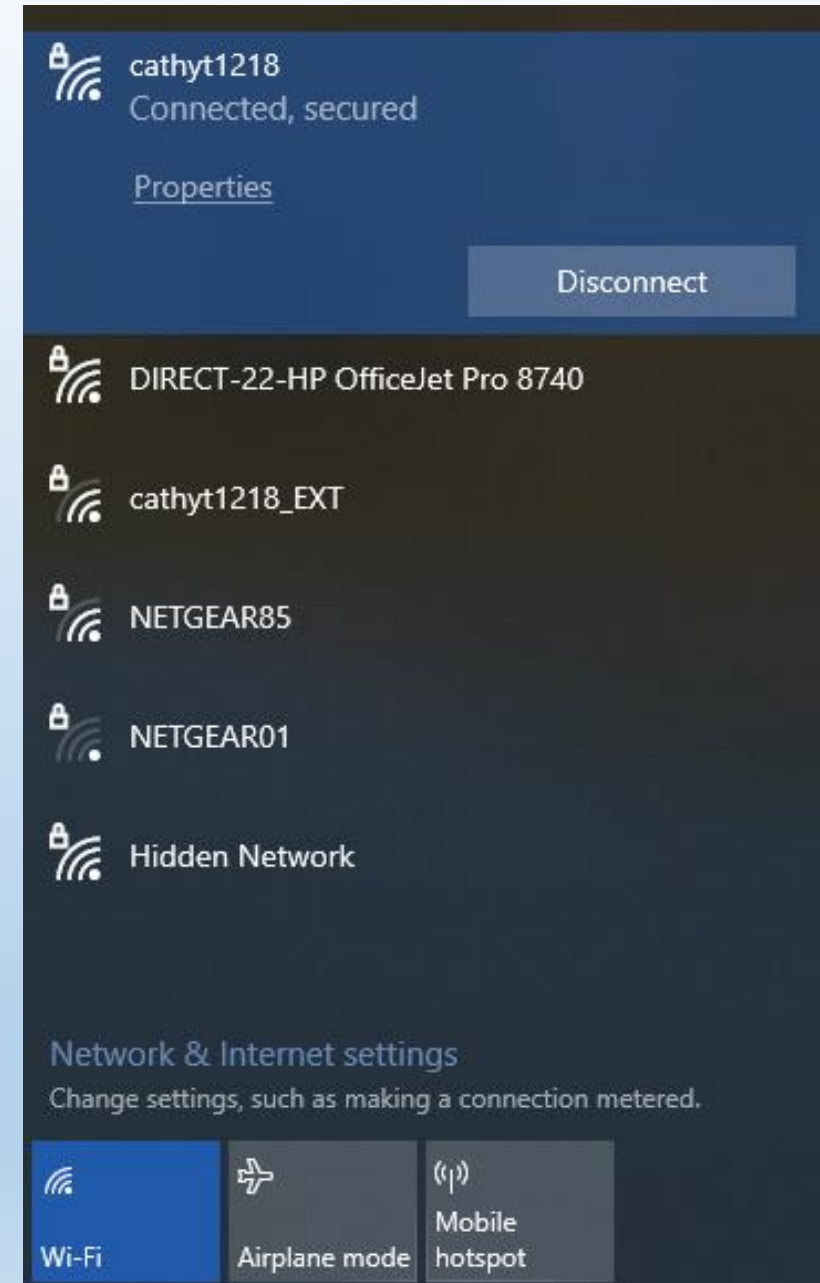 cathyt1218
Connected, secured
Properties
Disconnect
DIRECT-22-HP OfficeJet Pro 8740
cathyt1218_EXT
NETGEAR85
NETGEAR01
Hidden Network
Network & Internet settings
Change settings, such as making a connection metered.
Wi-Fi
Airplane mode
Mobile
hotspot